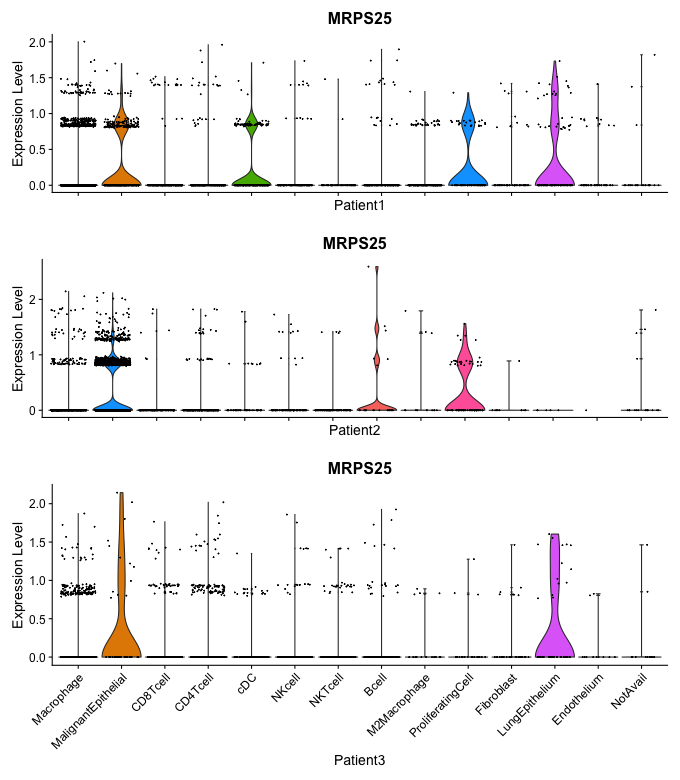 MRPS25
Expression Level
2.0
1.5
1.0
0.5
0.0
Patient1
MRPS25
Expression Level
2
1
0
Patient2
MRPS25
Expression Level
2.0
1.5
1.0
0.5
0.0
Macrophage
MalignantEpithelial
CD8Tcell
CD4Tcell
cDC
NKcell
NKTcell
Bcell
M2Macrophage
ProliferatingCell
Fibroblast
LungEpithelium
Endothelium
NotAvail
Patient3